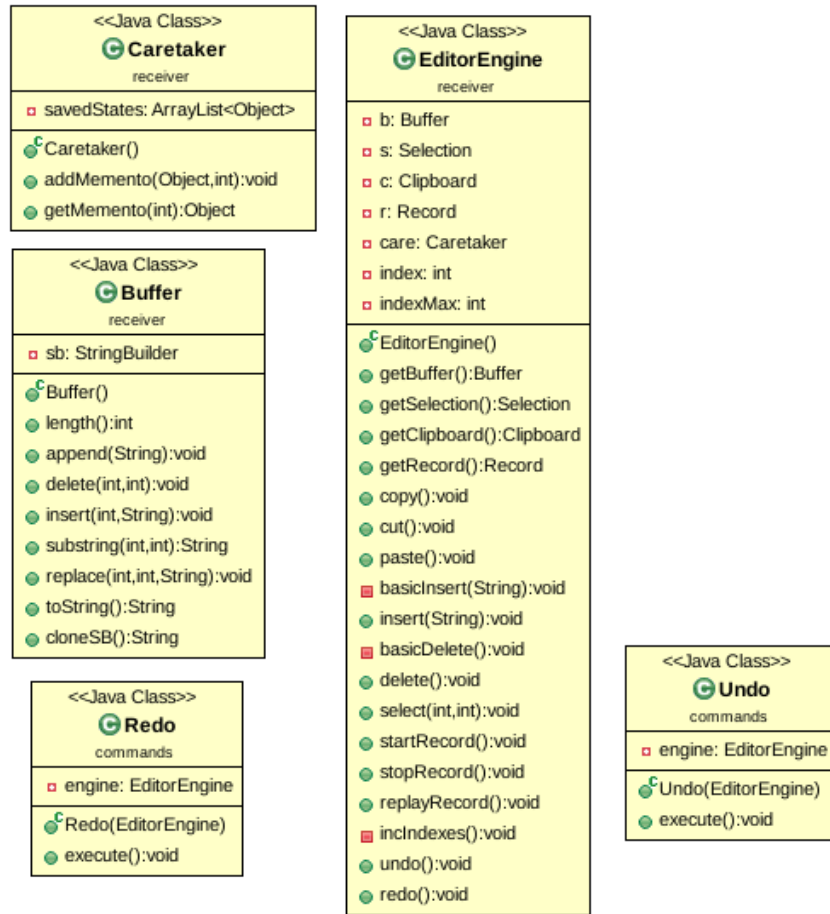 <<Java Class>>
Caretaker
receiver
savedStates: ArrayList<Object>
Caretaker()
addMemento(Object,int):void
getMemento(int):Object
<<Java Class>>
Buffer
receiver
sb: StringBuilder
Buffer()
length():int
append(String):void
delete(int,int):void
insert(int,String):void
substring(int,int):String
replace(int,int,String):void
toString():String
cloneSB():String
<<Java Class>>
Redo
commands
engine: EditorEngine
Redo(EditorEngine)
execute():void
<<Java Class>>
EditorEngine
receiver
b: Buffer
s: Selection
c: Clipboard
r: Record
care: Caretaker
index: int
indexMax: int
EditorEngine()
getBuffer():Buffer
getSelection():Selection
getClipboard():Clipboard
getRecord():Record
copy():void
cut():void
paste():void
basicInsert(String):void
insert(String):void
basicDelete():void
delete():void
select(int,int):void
startRecord():void
stopRecord():void
replayRecord():void
incIndexes():void
undo():void
redo():void
<<Java Class>>
Undo
commands
engine: EditorEngine
Undo(EditorEngine)
execute():void